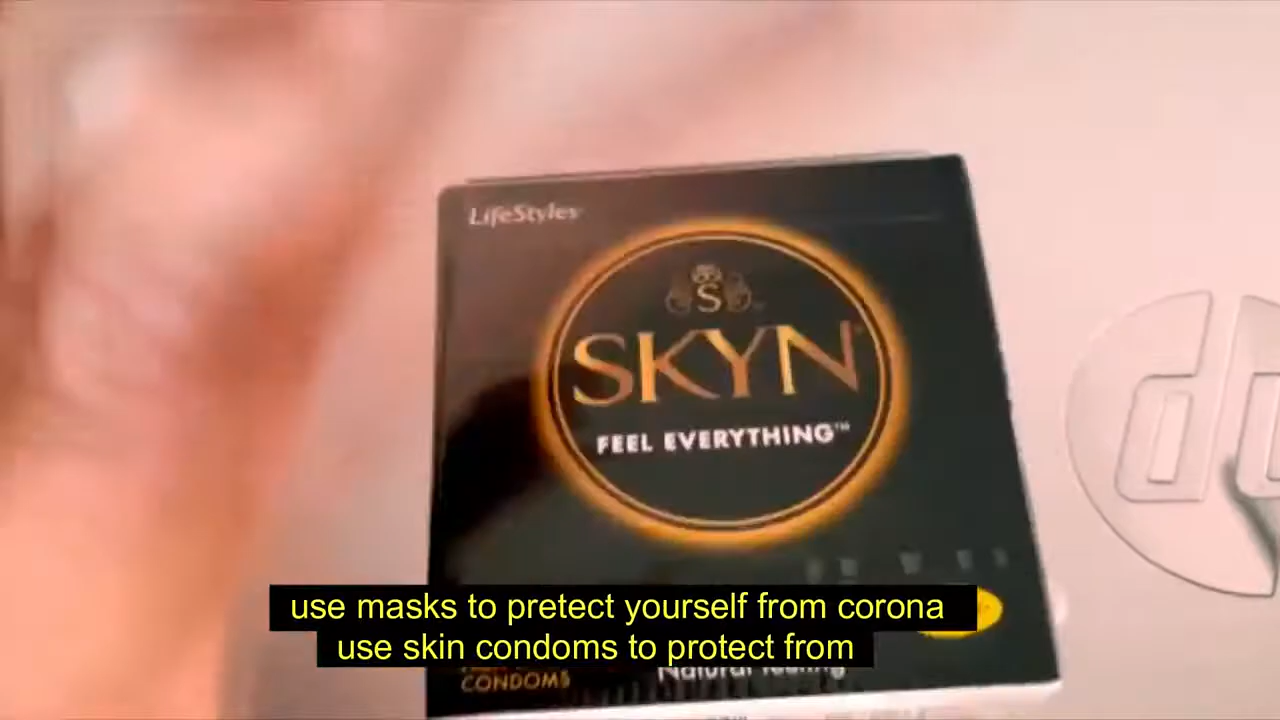 LifeStyles
S
SKYN
FEEL EVERYTHING™
hp
use masks to pretect yourself from corona
use skin condoms to protect from
CONDOMS
Natural feeling